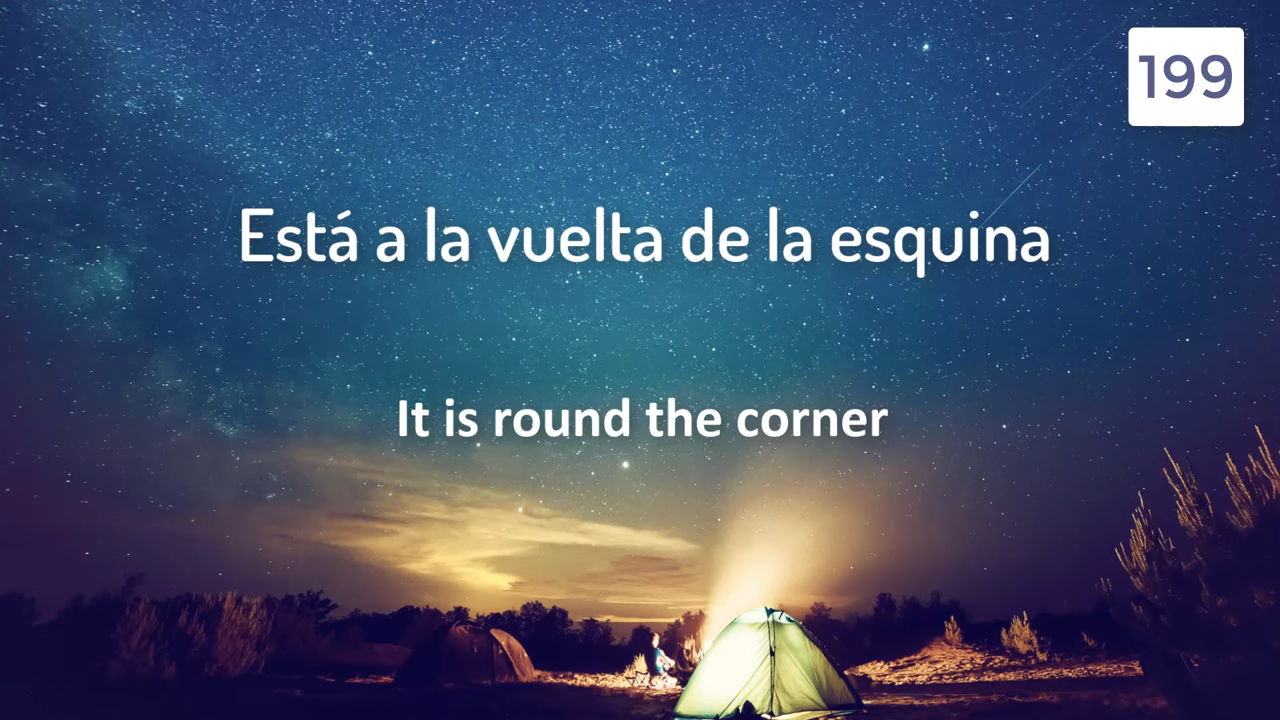 199
Está a la vuelta de la esquina
It is round the corner